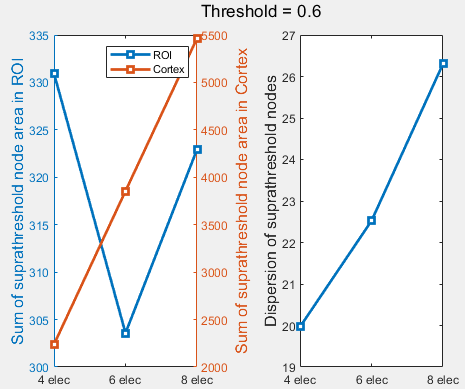 Threshold = 0.6
Sum of suprathreshold node area in ROI
335
330
325
320
315
310
305
300
ROI
Cortex
5500
5000
4500
4000
3500
3000
2500
2000
Sum of suprathreshold node area in Cortex
4 elec
6 elec
8 elec
Dispersion of suprathreshold nodes
27
26
25
24
23
22
21
20
19
4 elec
6 elec
8 elec